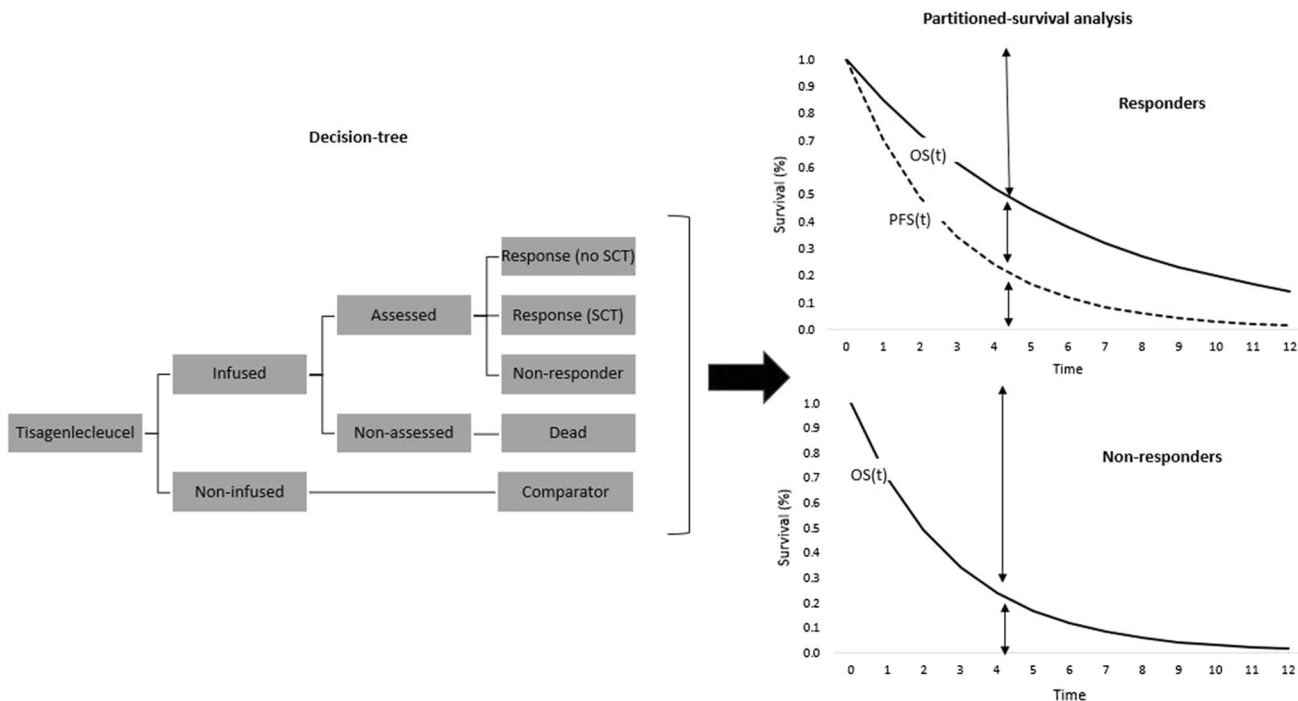 Partitioned-survival analysis
Decision-tree
Tisagenlecleucel
Infused
Non-infused
Assessed
Non-assessed
Response (no SCT)
Response (SCT)
Non-responder
Dead
Comparator
Responders
Survival (%)
1.0
0.9
0.8
0.7
0.6
0.5
0.4
0.3
0.2
0.1
0.0
OS(t)
PFS(t)
0 1 2 3 4 5 6 7 8 9 10 11 12
Time
Non-responders
Survival (%)
1.0
0.9
0.8
0.7
0.6
0.5
0.4
0.3
0.2
0.1
0.0
OS(t)
0 1 2 3 4 5 6 7 8 9 10 11 12
Time